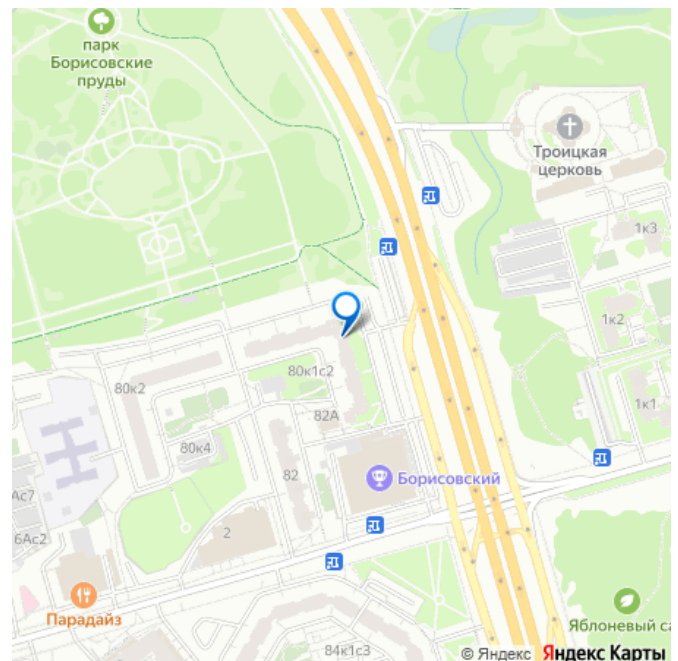 парк
Борисовские
пруды
Троицкая
церковь
1к3
1к2
80к1с2
80к2
1к1
82А
80к4
82
Борисовский
Ас7
2
6Ас2
Парадайз
Яблоневый са
84к1с3
© Яндекс Яндекс Карты